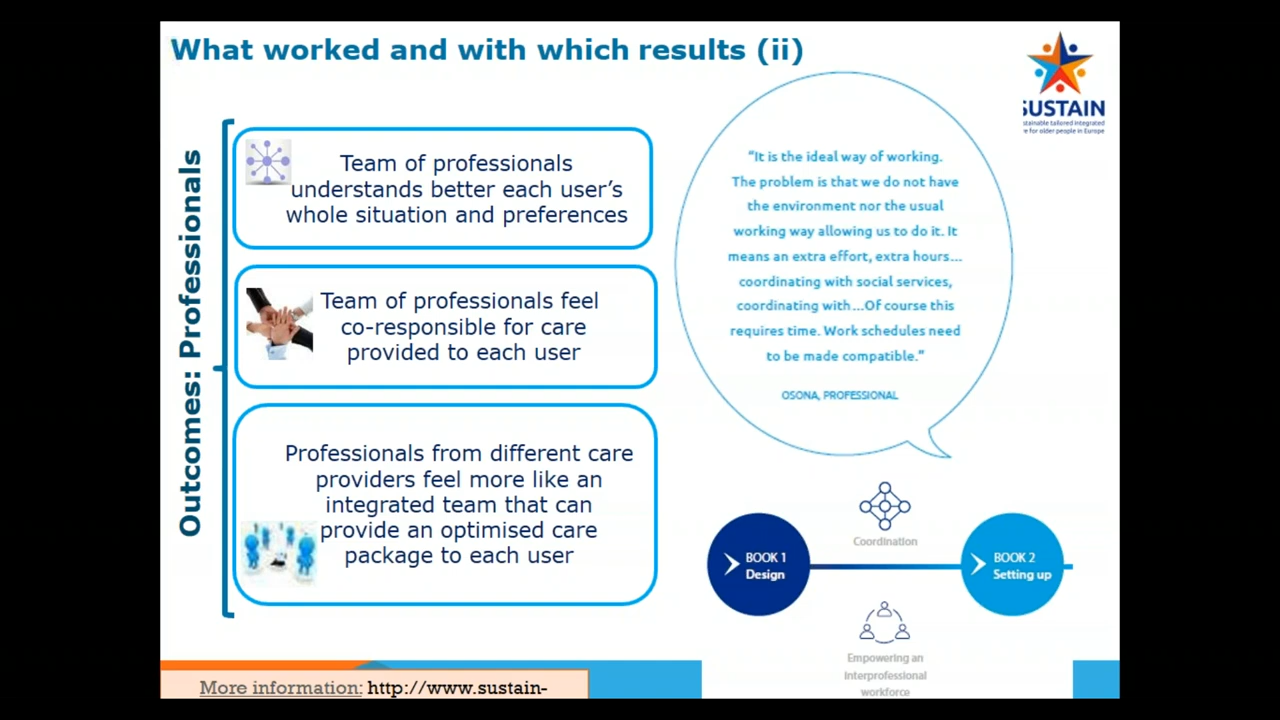 What worked and with which results (ii)
SUSTAIN
stainable tailored integrated
re for older people in Europe
Outcomes: Professionals
Team of professionals
understands better each user’s
whole situation and preferences
Team of professionals feel
co-responsible for care
provided to each user
Professionals from different care
providers feel more like an
integrated team that can
provide an optimised care
package to each user
“It is the ideal way of working.
The problem is that we do not have
the environment nor the usual
working way allowing us to do it. It
means an extra effort, extra hours...
coordinating with social services,
coordinating with...Of course this
requires time. Work schedules need
to be made compatible.”
OSONA, PROFESSIONAL
Coordination
BOOK 1
Design
BOOK 2
Setting up
Empowering an
interprofessional
workforce
More information: http://www.sustain-